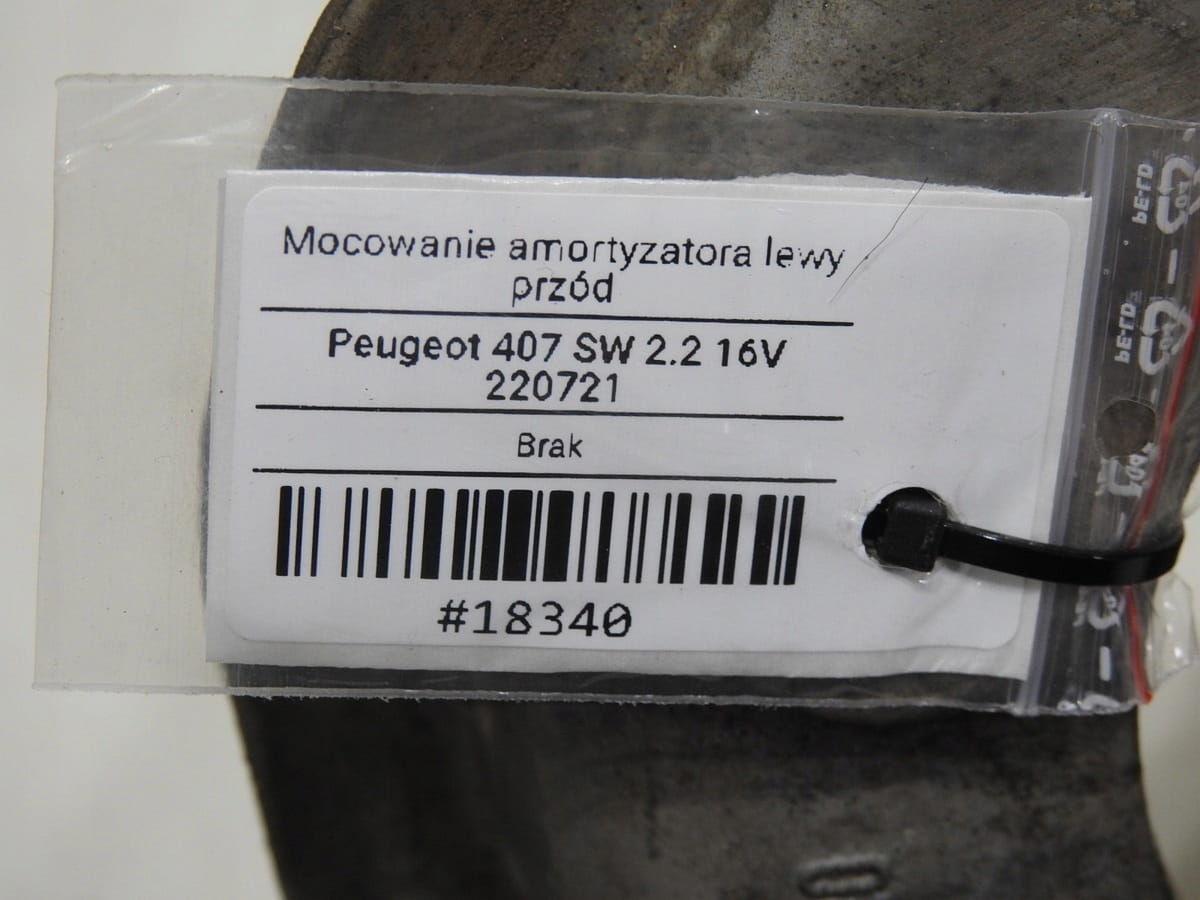 Mocowanie amortyzatora lewy
przód
Peugeot 407 SW 2.2 16V
220721
Brak
#18340